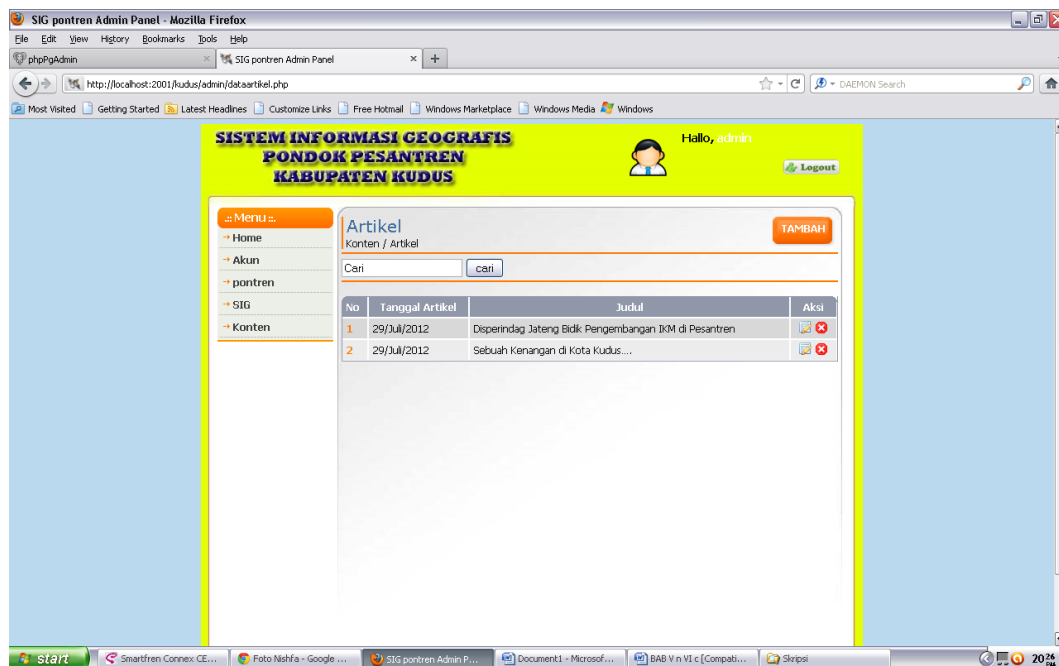 SIG pontren Admin Panel - Mozilla Firefox
File Edit View History Bookmarks Tools Help
phpPgAdmin × SIG pontren Admin Panel × +
http://localhost:2001/kudus/admin/dataartikel.php DAEMON Search
Most Visited Getting Started Latest Headlines Customize Links Free Hotmail Windows Marketplace Windows Media Windows
SISTEM INFORMASI GEOGRAFIS
PONDOK PESANTREN
KABUPATEN KUDUS
Hallo, admin
Logout
.:: Menu ::.
Home
Akun
pontren
SIG
Konten
Artikel
Konten / Artikel
TAMBAH
Cari cari
No Tanggal Artikel Judul Aksi
1 29/Juli/2012 Disperindag Jateng Bidik Pengembangan IKM di Pesantren
2 29/Juli/2012 Sebuah Kenangan di Kota Kudus....
start Smartfren Connex CE... Foto Nishfa - Google ... SIG pontren Admin P... Document1 - Microsof... BAB V n VI c [Compati... Skripsi 20:26